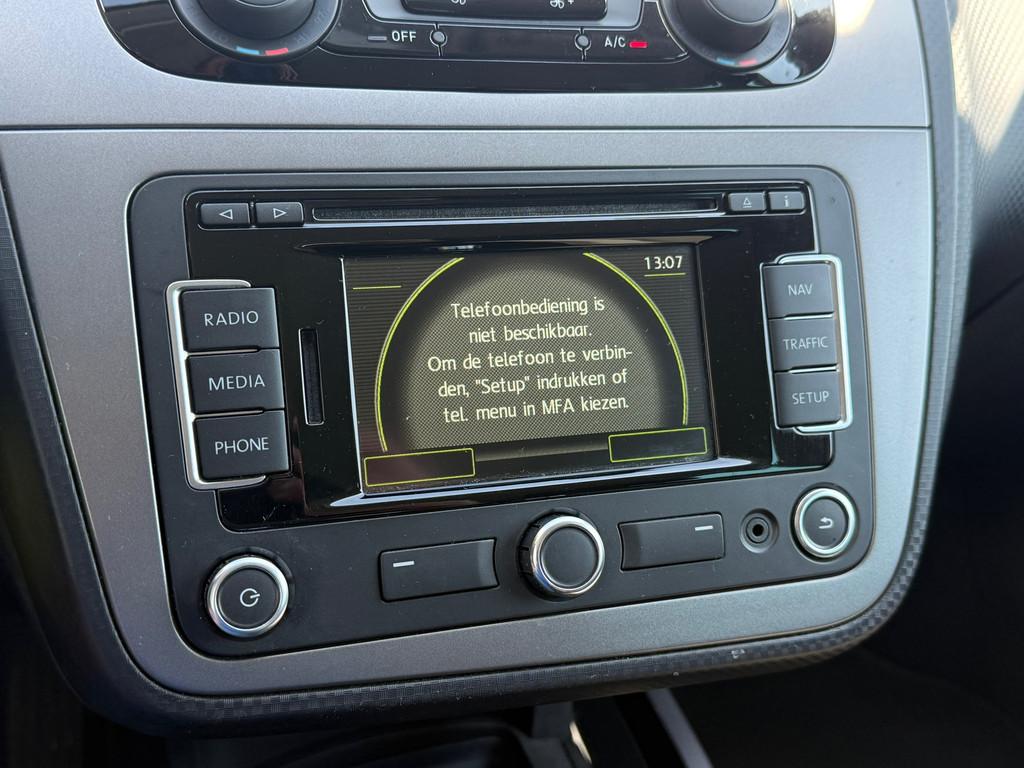 OFF
A/C
i
13:07
RADIO
MEDIA
PHONE
Telefoonbediening is
niet beschikbaar.
Om de telefoon te verbin-
den, "Setup" indrukken of
tel. menu in MFA kiezen.
NAV
TRAFFIC
SETUP